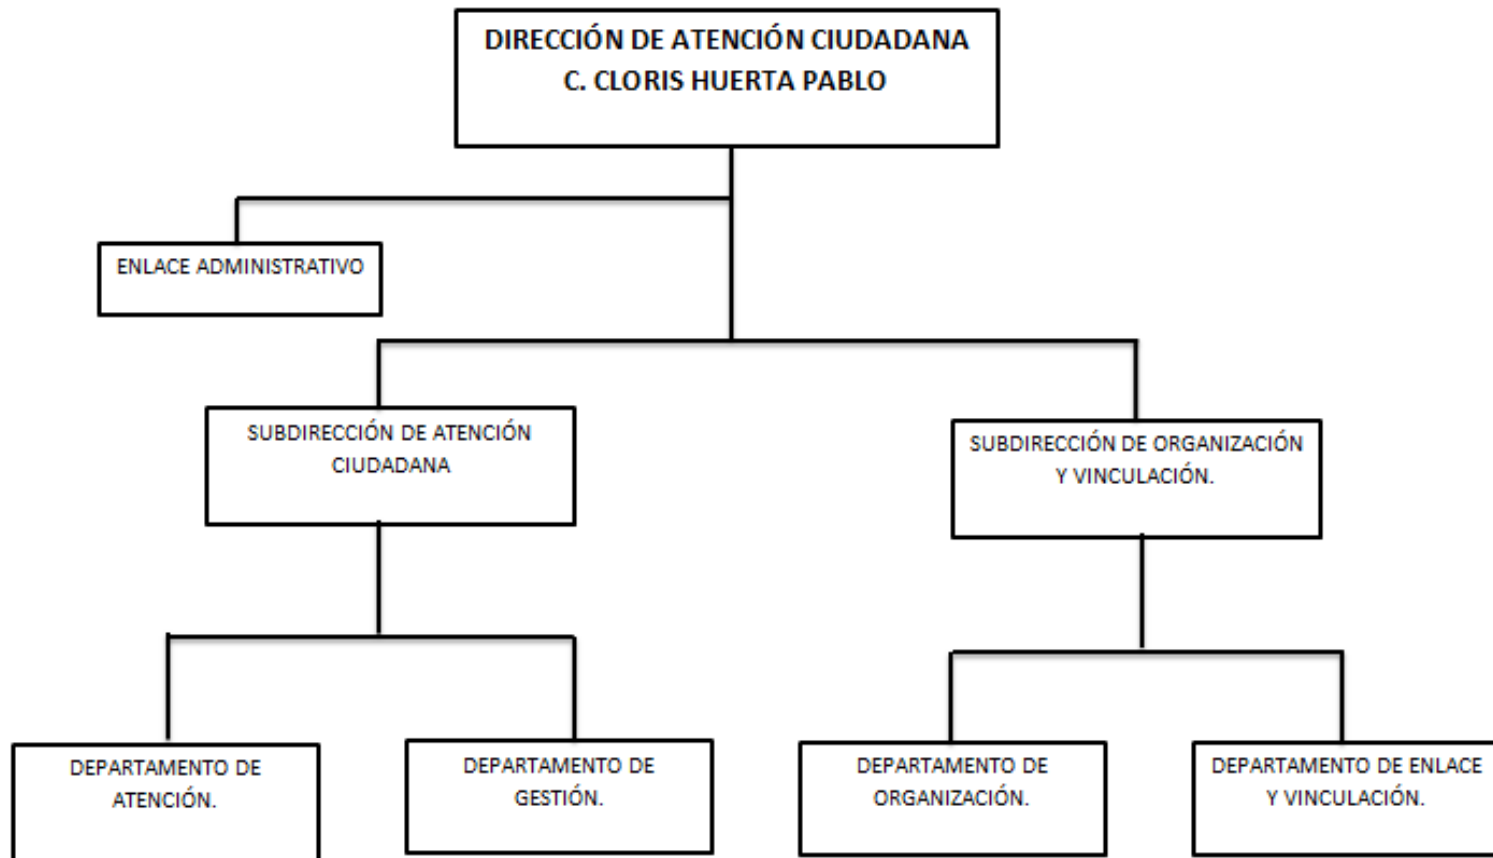 DIRECCIÓN DE ATENCIÓN CIUDADANA
C. CLORIS HUERTA PABLO
ENLACE ADMINISTRATIVO
SUBDIRECCIÓN DE ATENCIÓN
CIUDADANA
SUBDIRECCIÓN DE ORGANIZACIÓN
Y VINCULACIÓN.
DEPARTAMENTO DE
ATENCIÓN.
DEPARTAMENTO DE
GESTIÓN.
DEPARTAMENTO DE
ORGANIZACIÓN.
DEPARTAMENTO DE ENLACE
Y VINCULACIÓN.